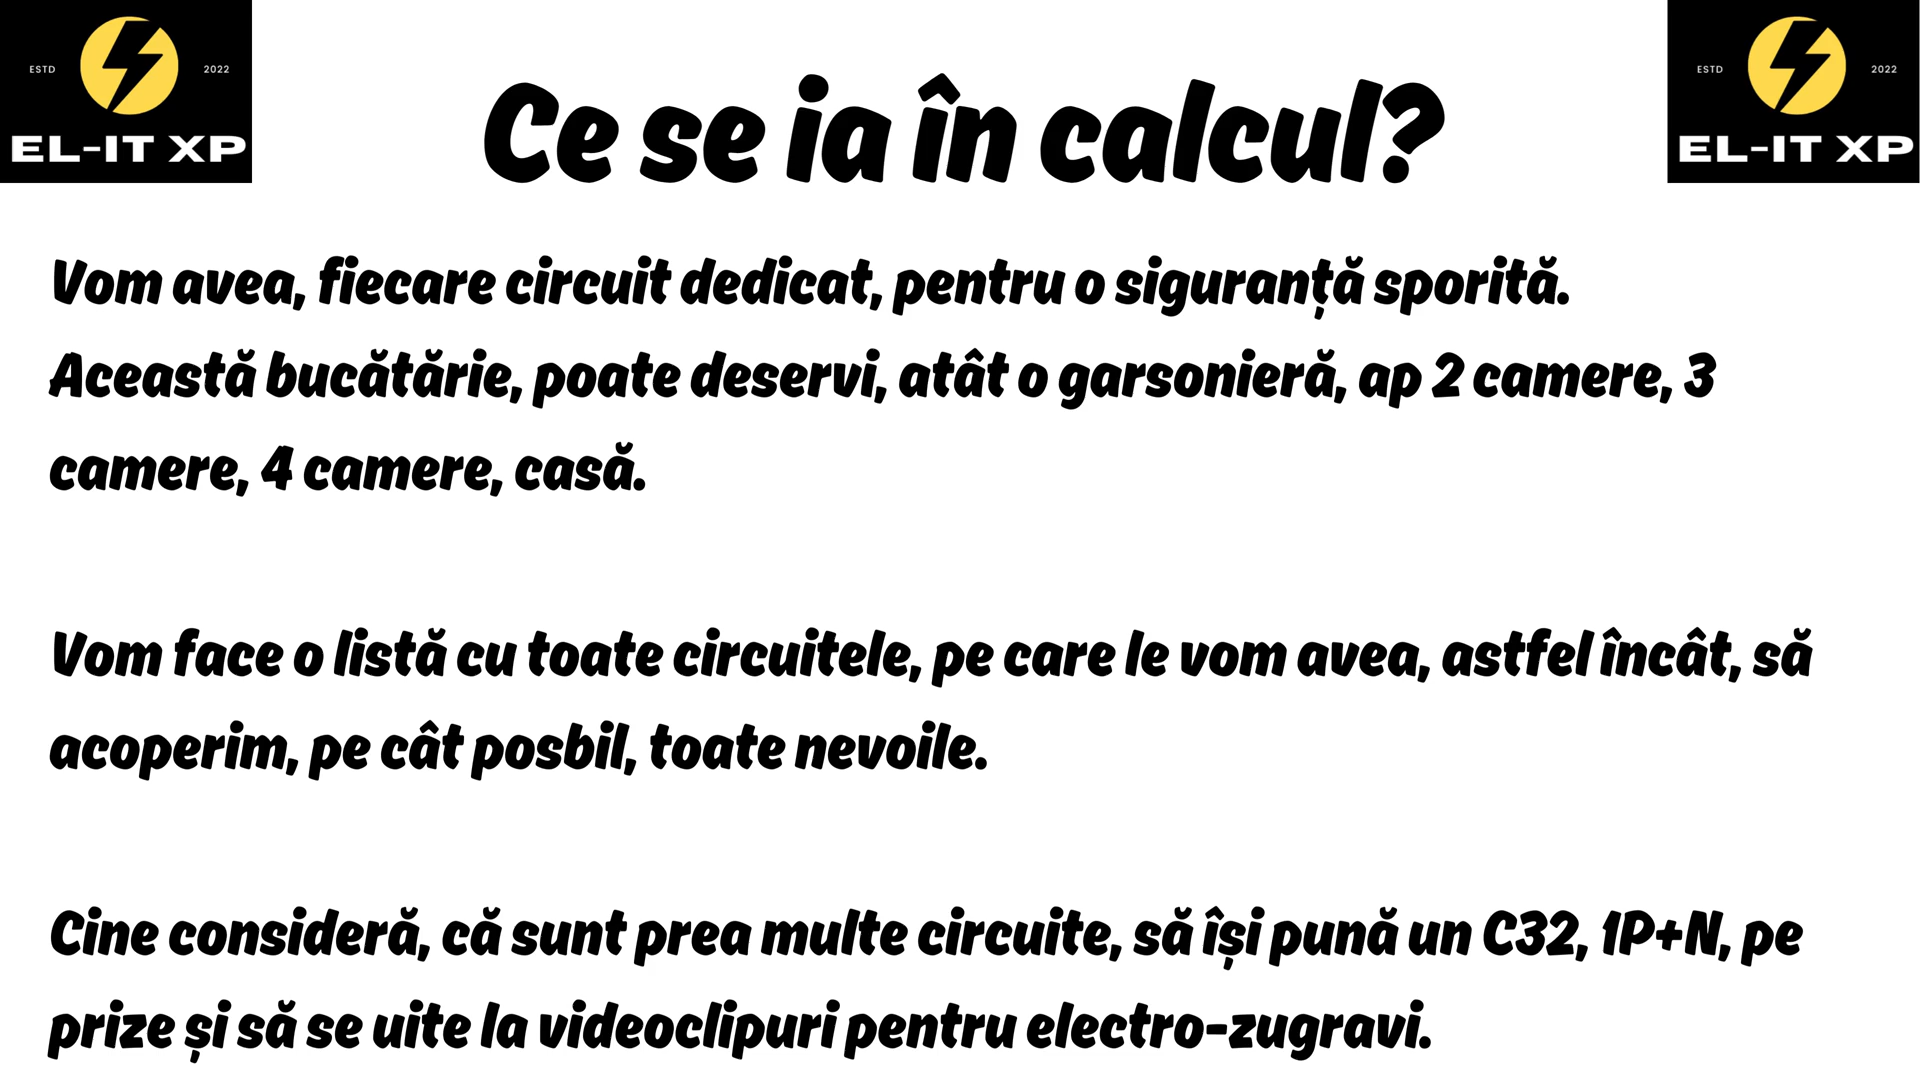 ESTD 2022
EL-IT XP
Ce se ia în calcul?
ESTD 2022
EL-IT XP
Vom avea, fiecare circuit dedicat, pentru o siguranță sporită.
Această bucătărie, poate deservi, atât o garsonieră, ap 2 camere, 3
camere, 4 camere, casă.
Vom face o listă cu toate circuitele, pe care le vom avea, astfel încât, să
acoperim, pe cât posbil, toate nevoile.
Cine consideră, că sunt prea multe circuite, să își pună un C32, 1P+N, pe
prize și să se uite la videoclipuri pentru electro-zugravi.